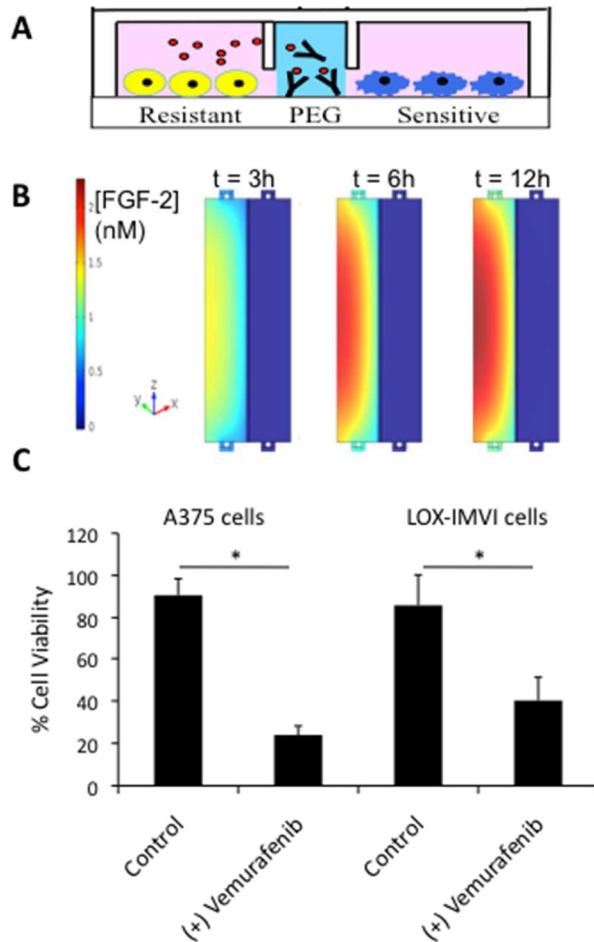 A
Resistant PEG Sensitive
B
[FGF-2]
(nM)
t = 3h t = 6h t = 12h
2
1.5
1
0.5
0
z
y x
C
A375 cells LOX-IMVI cells
* *
% Cell Viability
120
100
80
60
40
20
0
Control
(+) Vemurafenib
Control
(+) Vemurafenib